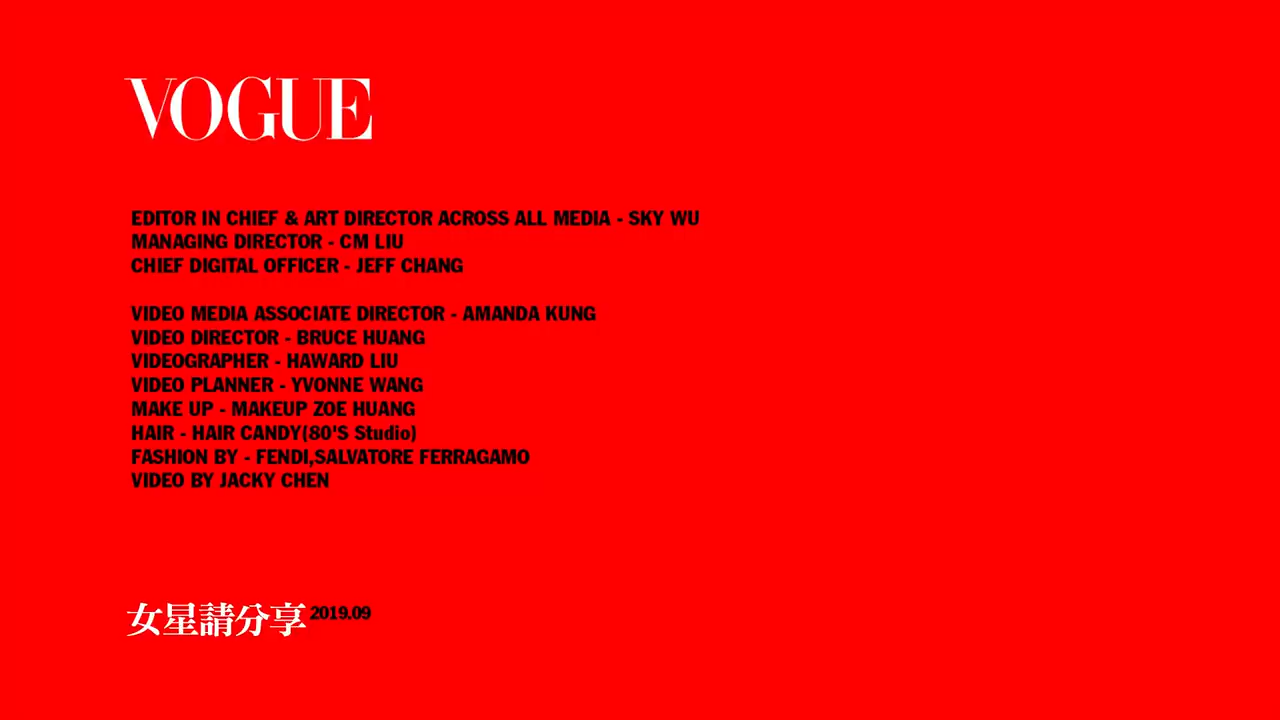 VOGUE
EDITOR IN CHIEF & ART DIRECTOR ACROSS ALL MEDIA - SKY WU
MANAGING DIRECTOR - CM LIU
CHIEF DIGITAL OFFICER - JEFF CHANG
VIDEO MEDIA ASSOCIATE DIRECTOR - AMANDA KUNG
VIDEO DIRECTOR - BRUCE HUANG
VIDEOGRAPHER - HAWARD LIU
VIDEO PLANNER - YVONNE WANG
MAKE UP - MAKEUP ZOE HUANG
HAIR - HAIR CANDY(80'S Studio)
FASHION BY - FENDI,SALVATORE FERRAGAMO
VIDEO BY JACKY CHEN
女星請分享 2019.09